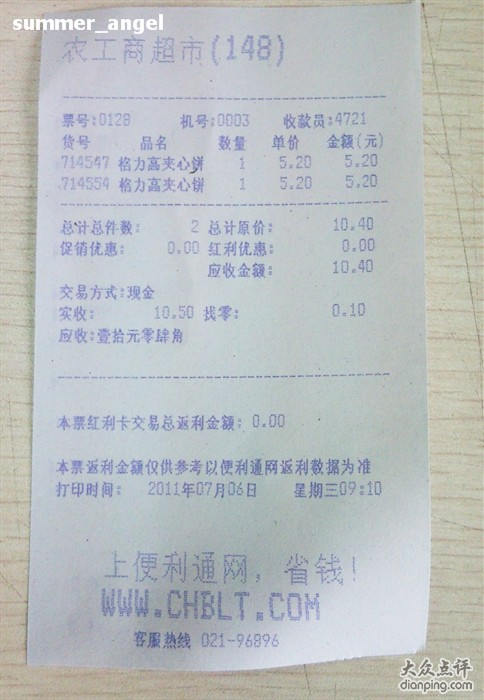 summer_angel
农工商超市(148)
票号:0128 机号:0003 收款员:4721
货号 品名 数量 单价 金额(元)
714547 格力高夹心饼 1 5.20 5.20
714554 格力高夹心饼 1 5.20 5.20
总计总件数: 2 总计原价: 10.40
促销优惠: 0.00 红利优惠: 0.00
应收金额: 10.40
交易方式:现金
实收: 10.50 找零: 0.10
应收:壹拾元零肆角
本票红利卡交易总返利金额: 0.00
本票返利金额仅供参考以便利通网返利数据为准
打印时间: 2011年07月06日 星期三09:10
上便利通网，省钱!
WWW.CHBLT.COM
客服热线 021-96896
大众点评
dianping.com